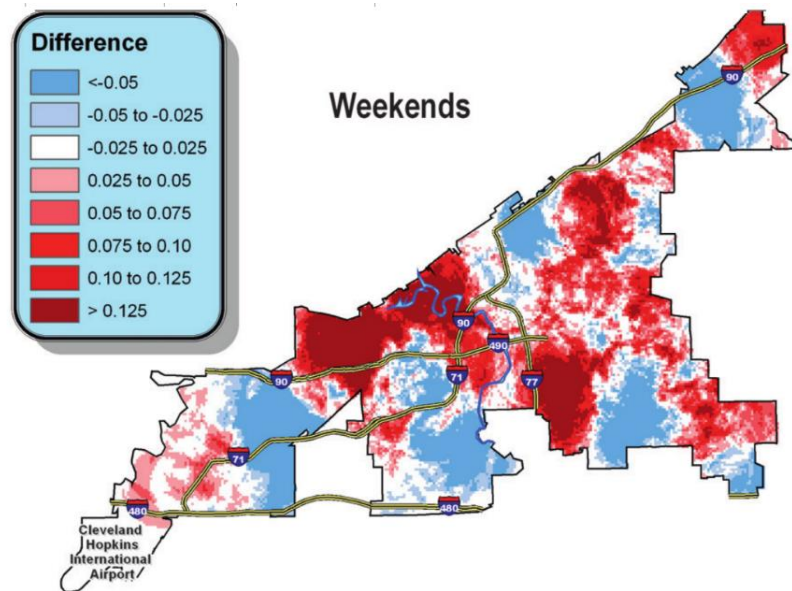 Difference
<-0.05
-0.05 to -0.025
-0.025 to 0.025
0.025 to 0.05
0.05 to 0.075
0.075 to 0.10
0.10 to 0.125
> 0.125
Weekends
90
90
490
71
77
90
71
480
480
Cleveland
Hopkins
International
Airport